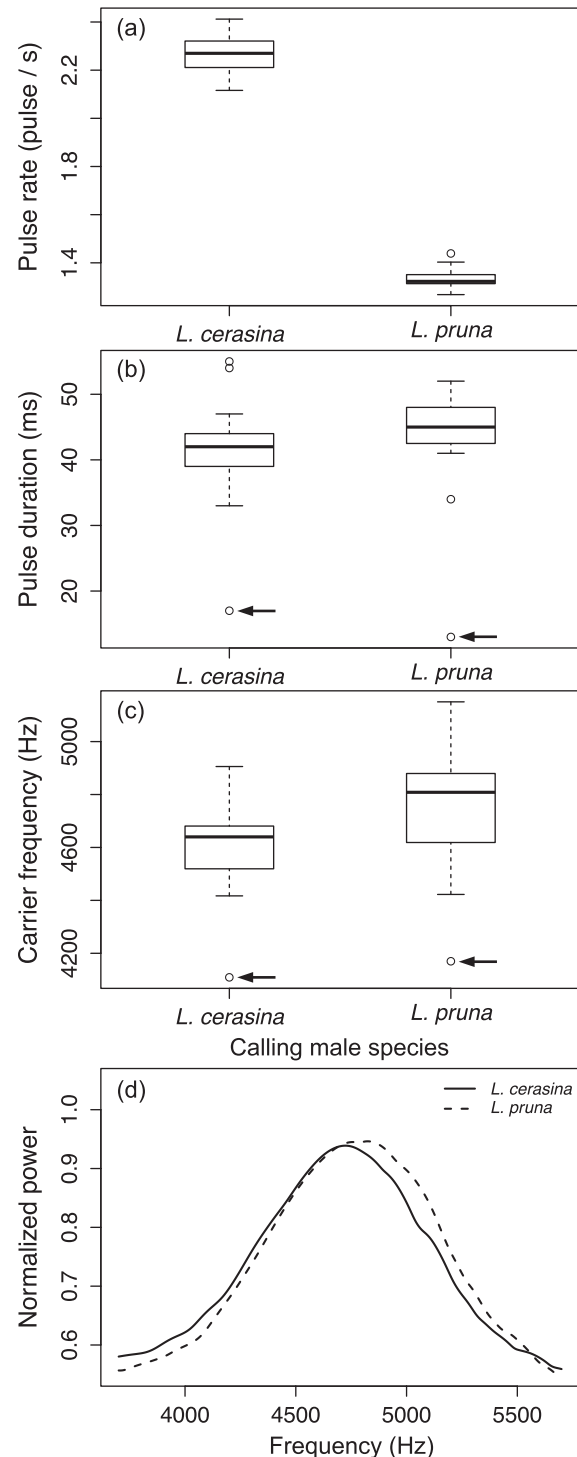 (a)
Pulse rate (pulse / s)
2.2
1.8
1.4
L. cerasina
L. pruna
(b)
Pulse duration (ms)
50
40
30
20
L. cerasina
L. pruna
(c)
Carrier frequency (Hz)
5000
4600
4200
L. cerasina
L. pruna
Calling male species
(d)
L. cerasina
L. pruna
Normalized power
1.0
0.9
0.8
0.7
0.6
4000
4500
5000
5500
Frequency (Hz)